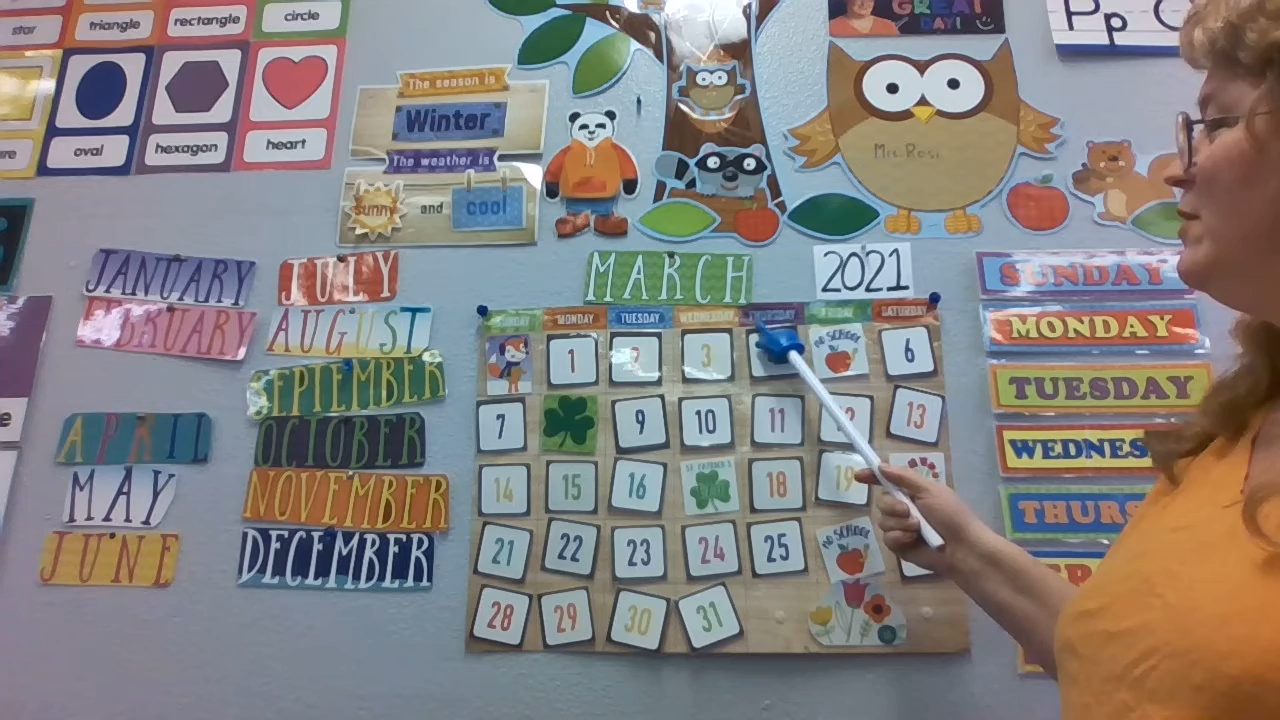 star
triangle
rectangle
circle
oval
hexagon
heart
The season is
Winter
The weather is
sunny and cool
GREAT
DAY!
Pp
Mrs. Rosi
JANUARY
FEBRUARY
APRIL
MAY
JUNE
JULY
AUGUST
SEPTEMBER
OCTOBER
NOVEMBER
DECEMBER
MARCH
2021
SUNDAY MONDAY TUESDAY WEDNESDAY THURSDAY FRIDAY SATURDAY
1 2 3 NO SCHOOL 6
7 9 10 11 13
14 15 16 ST. PATRICK'S 18 19
21 22 23 24 25 NO SCHOOL
28 29 30 31
SUNDAY
MONDAY
TUESDAY
WEDNES
THURS